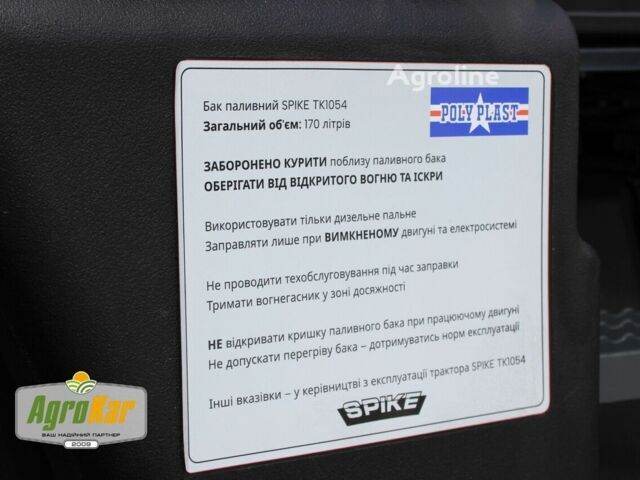 Agroline
Бак паливний SPIKE TK1054
Загальний об'єм: 170 літрів
POLY PLAST
ЗАБОРОНЕНО КУРИТИ поблизу паливного бака
ОБЕРІГАТИ ВІД ВІДКРИТОГО ВОГНЮ ТА ІСКРИ
Використовувати тільки дизельне пальне
Заправляти лише при ВИМКНЕНОМУ двигуні та електросистемі
Не проводити техобслуговування під час заправки
Тримати вогнегасник у зоні досяжності
НЕ відкривати кришку паливного бака при працюючому двигуні
Не допускати перегріву бака – дотримуватись норм експлуатації
Інші вказівки – у керівництві з експлуатації трактора SPIKE TK1054
SPIKE
AgroKar
ВАШ НАДІЙНИЙ ПАРТНЕР
2009